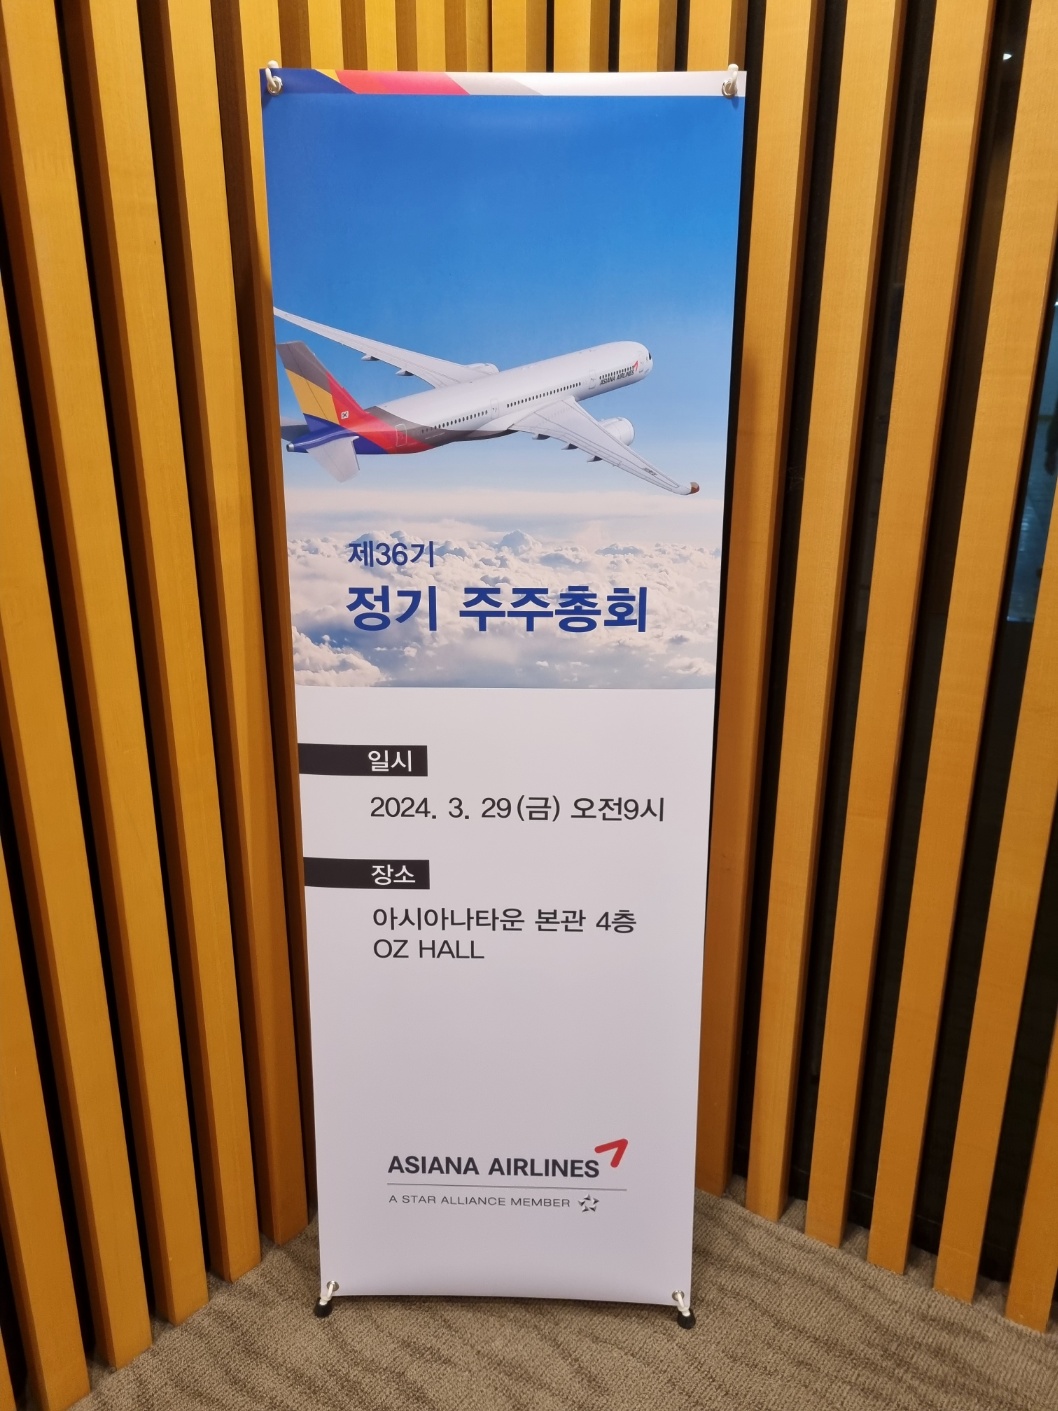 ASIANA AIRLINES
제36기
정기 주주총회
일시
2024. 3. 29(금) 오전9시
장소
아시아나타운 본관 4층
OZ HALL
ASIANA AIRLINES
A STAR ALLIANCE MEMBER